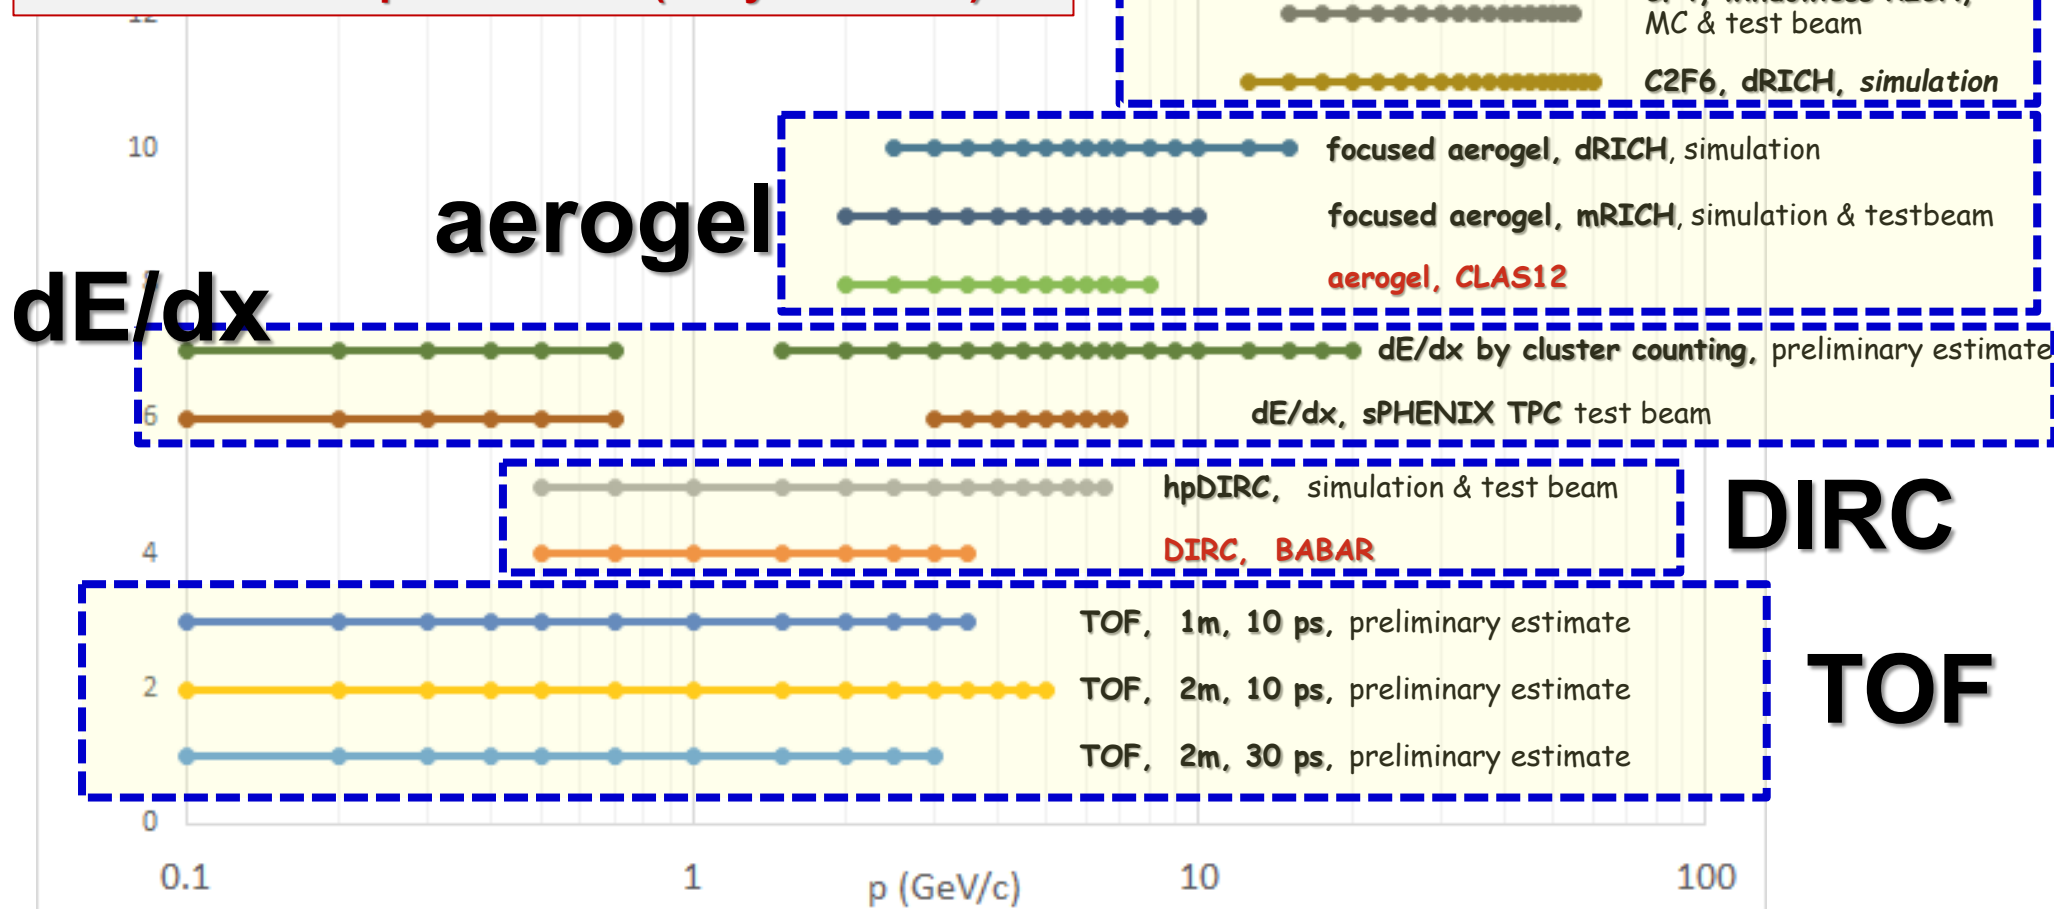 12
MC & test beam
C2F6, dRICH, simulation
10
focused aerogel, dRICH, simulation
aerogel
focused aerogel, mRICH, simulation & testbeam
aerogel, CLAS12
dE/dx
dE/dx by cluster counting, preliminary estimate
6
dE/dx, sPHENIX TPC test beam
hpDIRC, simulation & test beam
DIRC
4
DIRC, BABAR
TOF, 1m, 10 ps, preliminary estimate
TOF
2
TOF, 2m, 10 ps, preliminary estimate
TOF, 2m, 30 ps, preliminary estimate
0
0.1
1
10
100
p (GeV/c)